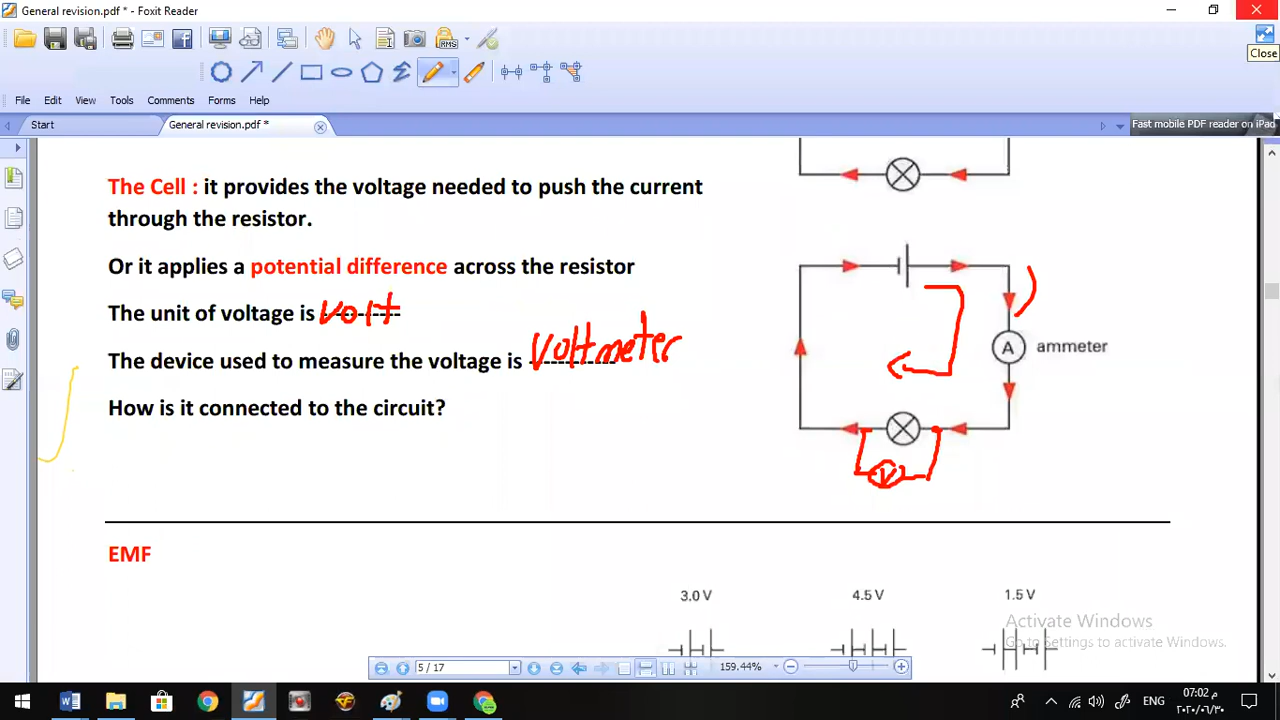 General revision.pdf * - Foxit Reader
RMS
Close
File Edit View Tools Comments Forms Help
Start
General revision.pdf *
Fast mobile PDF reader on iPad
The Cell : it provides the voltage needed to push the current
through the resistor.
Or it applies a potential difference across the resistor
The unit of voltage is volt
The device used to measure the voltage is voltmeter
How is it connected to the circuit?
A
ammeter
V
EMF
3.0 V
4.5 V
1.5 V
Activate Windows
Go to Settings to activate Windows.
5 / 17
159.44%
ENG
07:02 م
٢٠٢٠/٠٦/٣٠